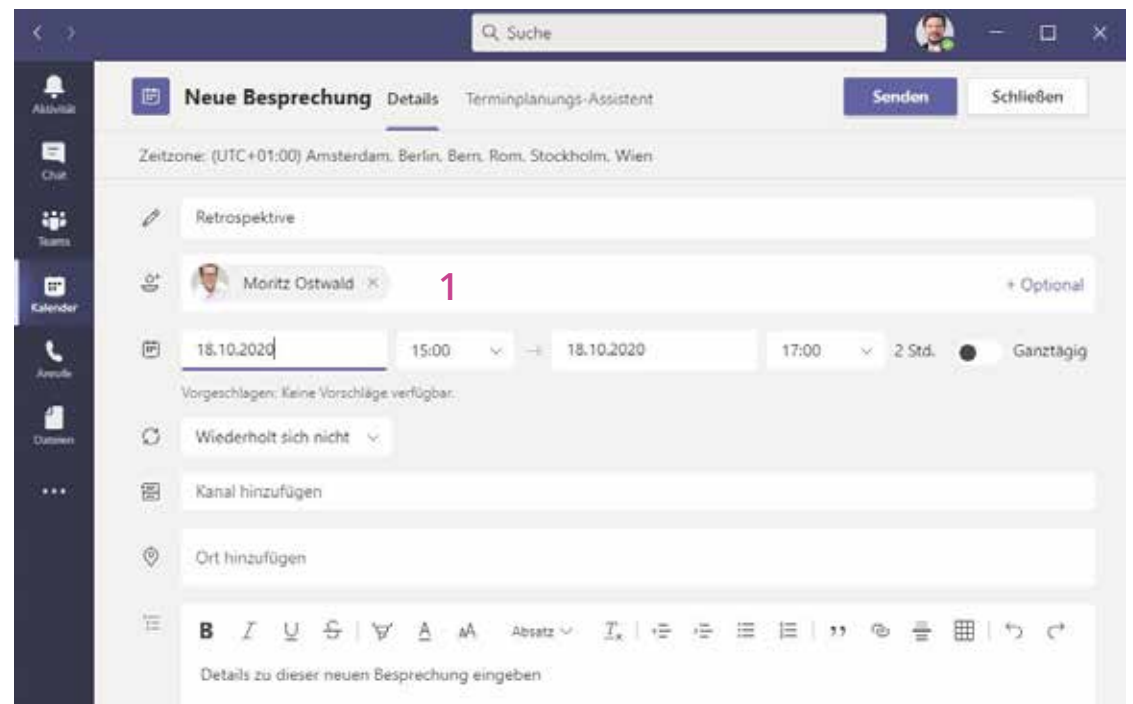 Suche
Aktivität
Chat
Teams
Kalender
Anrufe
Dateien
Neue Besprechung Details Terminplanungs-Assistent Senden Schließen
Zeitzone: (UTC+01:00) Amsterdam, Berlin, Bern, Rom, Stockholm, Wien
Retrospektive
Moritz Ostwald × 1 + Optional
18.10.2020 15:00 → 18.10.2020 17:00 2 Std. Ganztägig
Vorgeschlagen: Keine Vorschläge verfügbar.
Wiederholt sich nicht
Kanal hinzufügen
Ort hinzufügen
B I U S A AA Absatz Tx
Details zu dieser neuen Besprechung eingeben